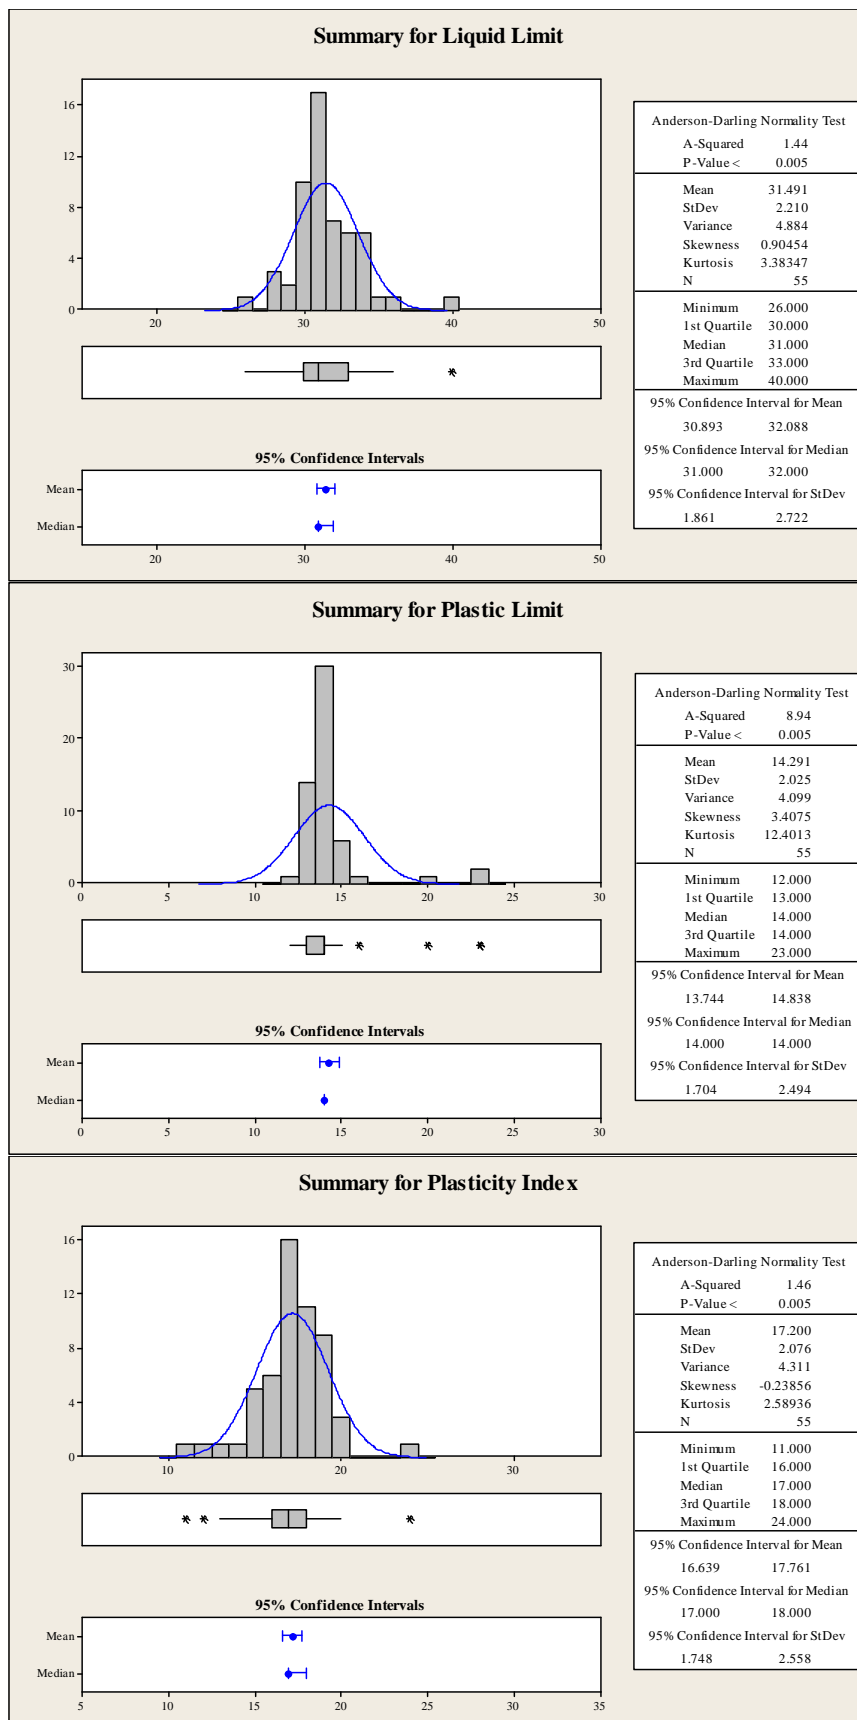 Summary for Liquid Limit
16
12
8
4
0
20 30 40 50
95% Confidence Intervals
Mean
Median
20 30 40 50
Anderson-Darling Normality Test
A-Squared 1.44
P-Value < 0.005
Mean 31.491
StDev 2.210
Variance 4.884
Skewness 0.90454
Kurtosis 3.38347
N 55
Minimum 26.000
1st Quartile 30.000
Median 31.000
3rd Quartile 33.000
Maximum 40.000
95% Confidence Interval for Mean
30.893 32.088
95% Confidence Interval for Median
31.000 32.000
95% Confidence Interval for StDev
1.861 2.722
Summary for Plastic Limit
30
20
10
0
0 5 10 15 20 25 30
95% Confidence Intervals
Mean
Median
0 5 10 15 20 25 30
Anderson-Darling Normality Test
A-Squared 8.94
P-Value < 0.005
Mean 14.291
StDev 2.025
Variance 4.099
Skewness 3.4075
Kurtosis 12.4013
N 55
Minimum 12.000
1st Quartile 13.000
Median 14.000
3rd Quartile 14.000
Maximum 23.000
95% Confidence Interval for Mean
13.744 14.838
95% Confidence Interval for Median
14.000 14.000
95% Confidence Interval for StDev
1.704 2.494
Summary for Plasticity Index
16
12
8
4
0
10 20 30
95% Confidence Intervals
Mean
Median
5 10 15 20 25 30 35
Anderson-Darling Normality Test
A-Squared 1.46
P-Value < 0.005
Mean 17.200
StDev 2.076
Variance 4.311
Skewness -0.23856
Kurtosis 2.58936
N 55
Minimum 11.000
1st Quartile 16.000
Median 17.000
3rd Quartile 18.000
Maximum 24.000
95% Confidence Interval for Mean
16.639 17.761
95% Confidence Interval for Median
17.000 18.000
95% Confidence Interval for StDev
1.748 2.558